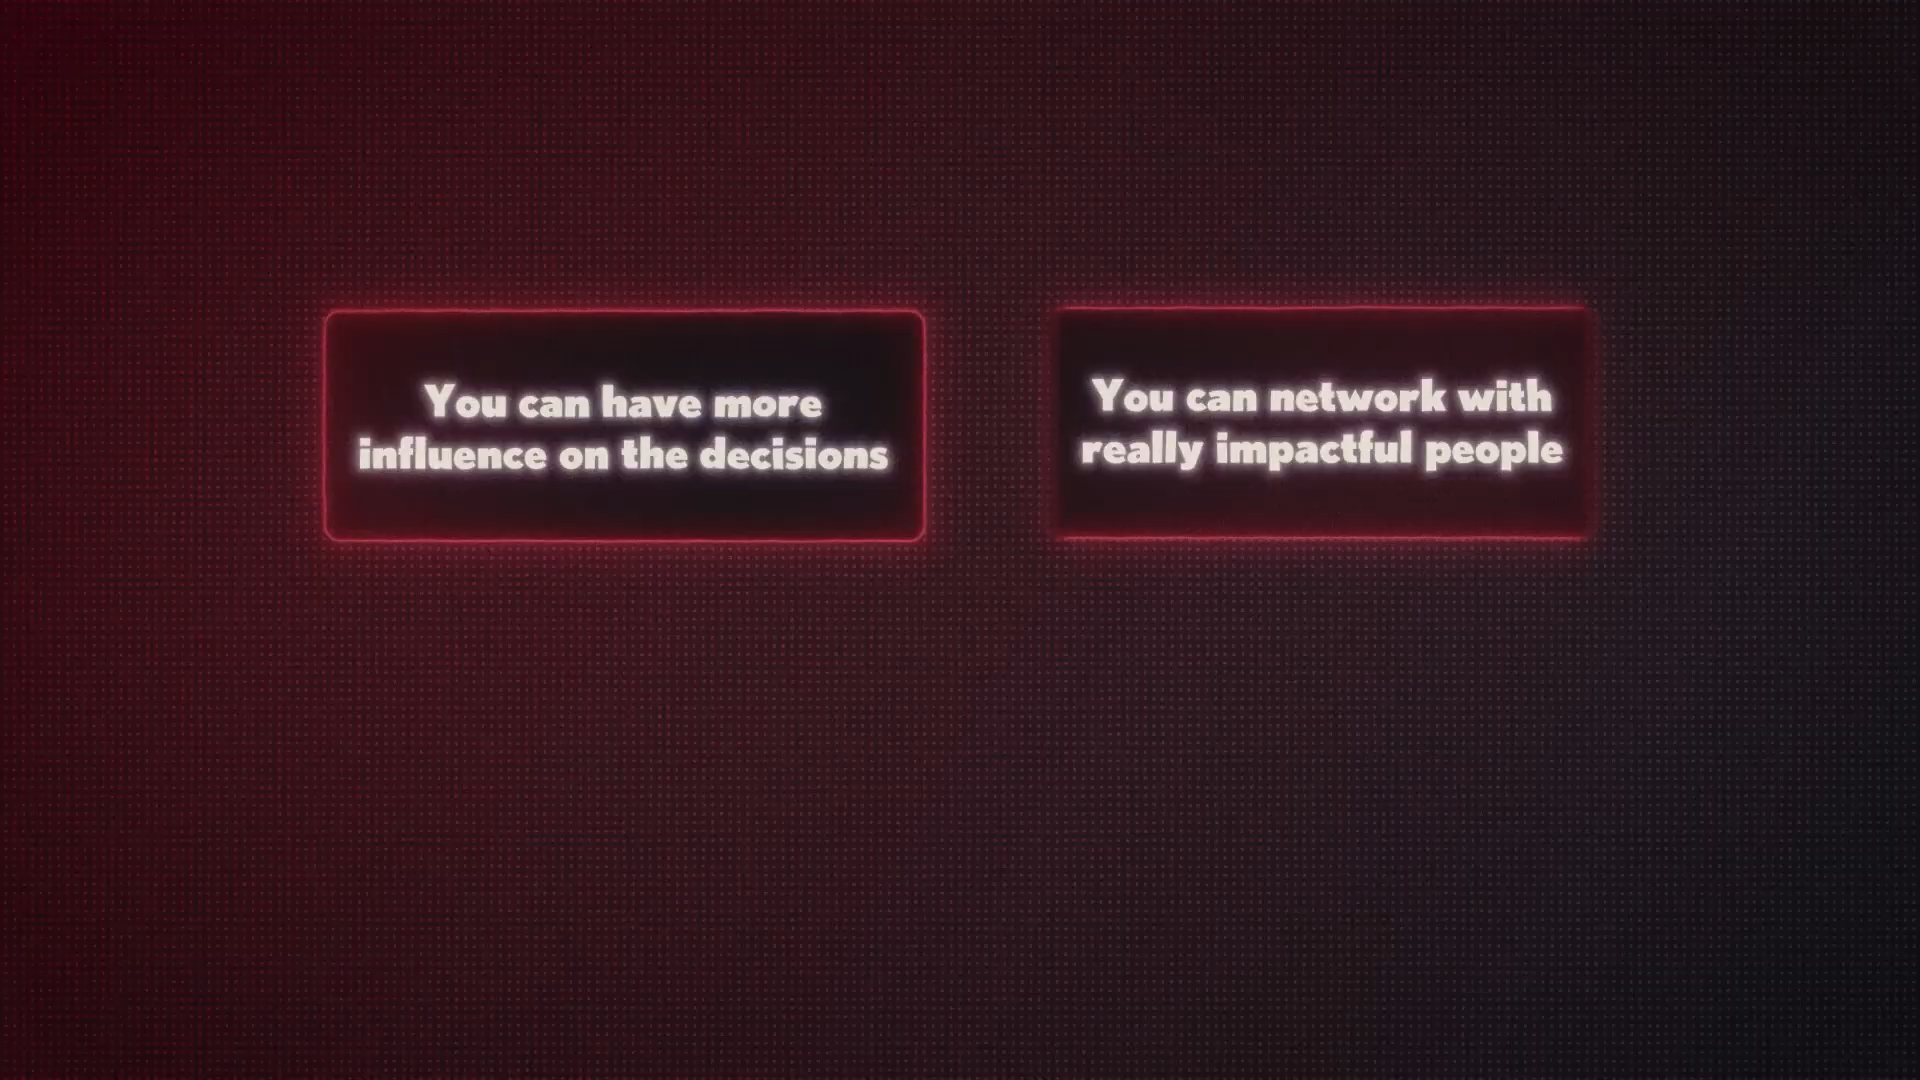 You can have more
influence on the decisions
You can network with
really impactful people